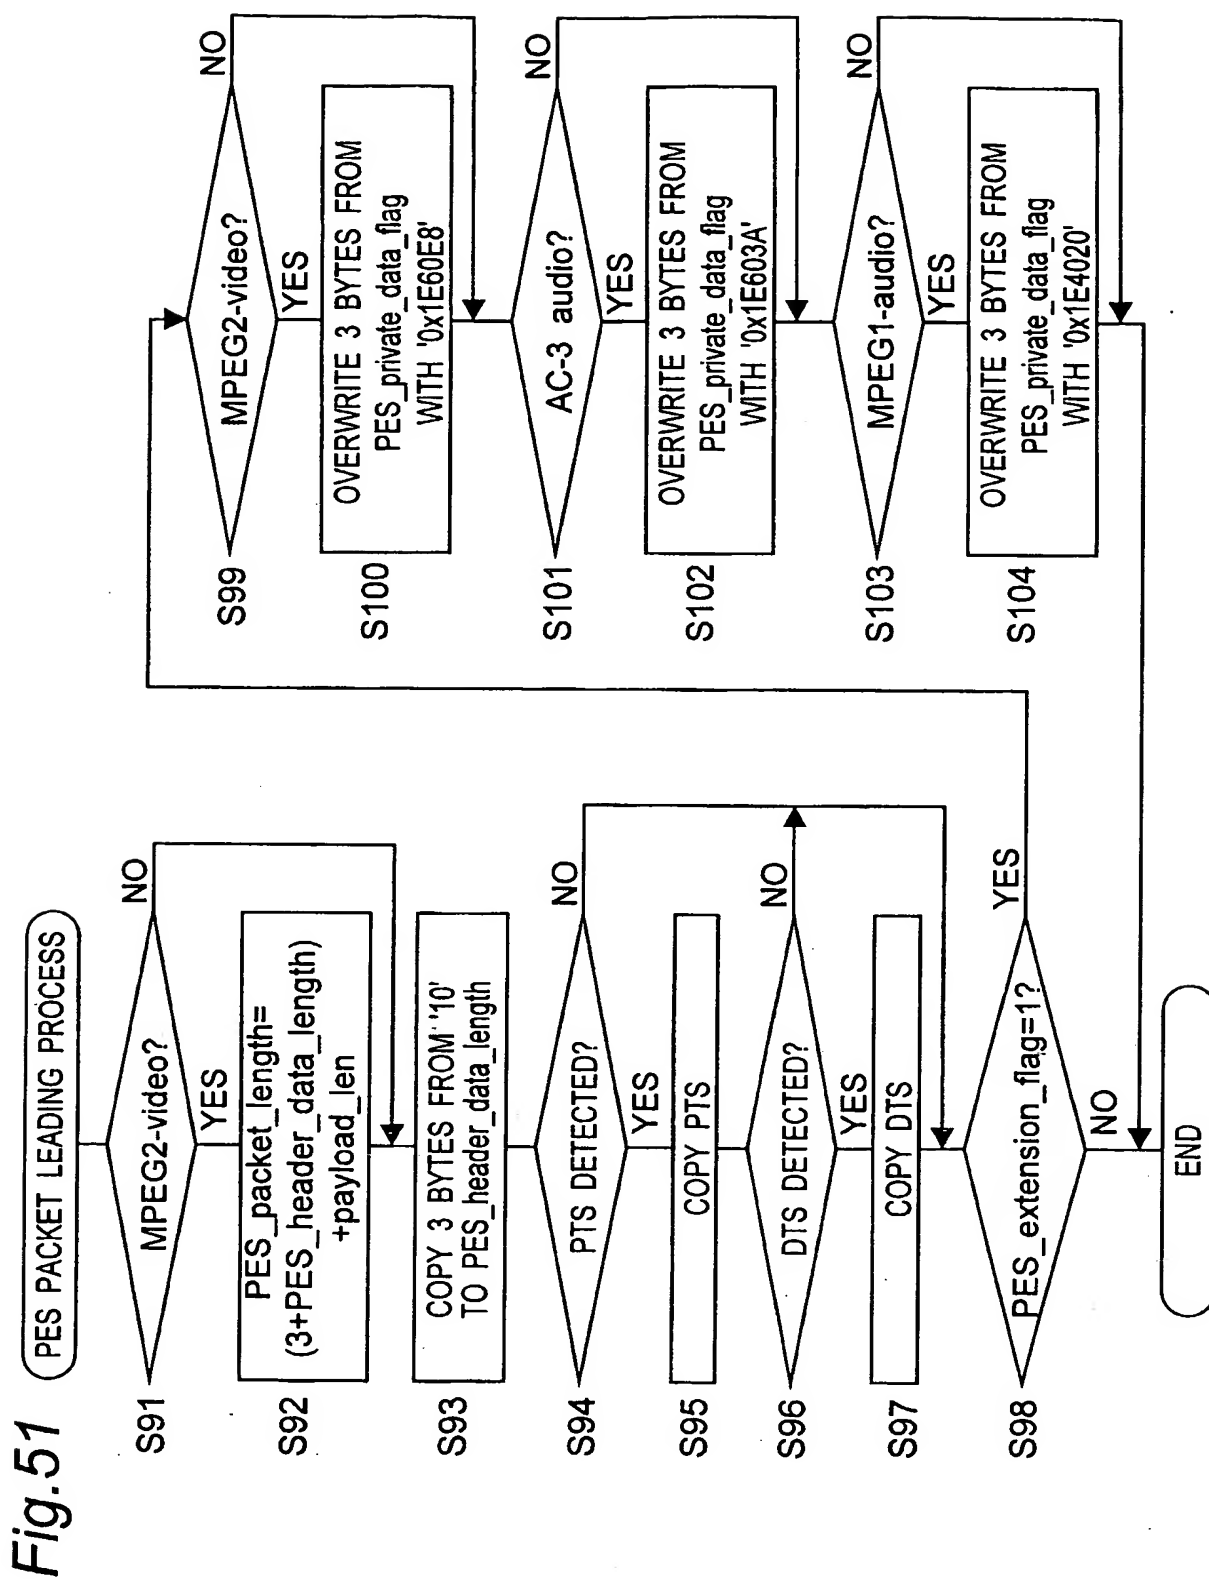 Fig.51
PES PACKET LEADING PROCESS
S91
MPEG2-video?
NO
YES
S92
PES_packet_length=
(3+PES_header_data_length)
+payload_len
S93
COPY 3 BYTES FROM '10'
TO PES_header_data_length
S94
PTS DETECTED?
NO
YES
S95
COPY PTS
S96
DTS DETECTED?
NO
YES
S97
COPY DTS
S98
PES_extension_flag=1?
YES
NO
END
S99
MPEG2-video?
NO
YES
S100
OVERWRITE 3 BYTES FROM
PES_private_data_flag
WITH '0x1E60E8'
S101
AC-3 audio?
NO
YES
S102
OVERWRITE 3 BYTES FROM
PES_private_data_flag
WITH '0x1E603A'
S103
MPEG1-audio?
NO
YES
S104
OVERWRITE 3 BYTES FROM
PES_private_data_flag
WITH '0x1E4020'